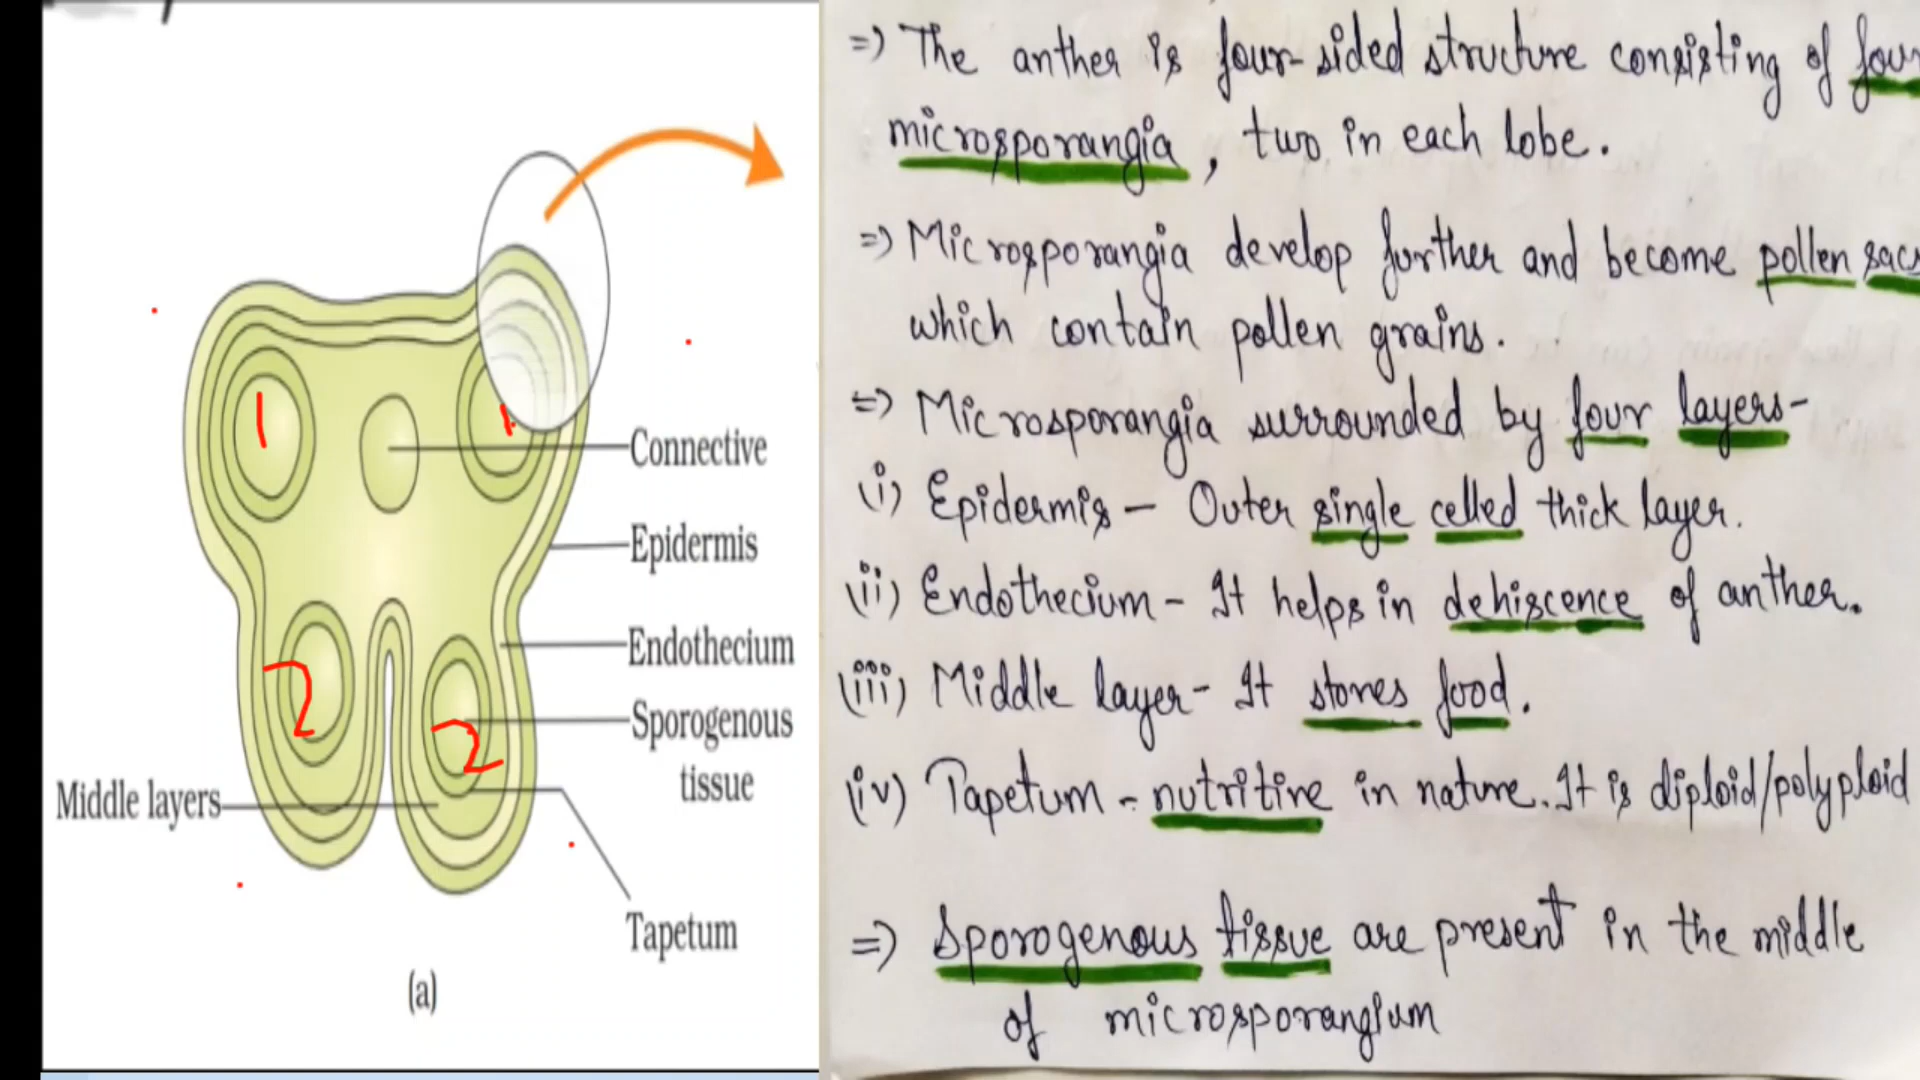 Connective
Epidermis
Endothecium
Sporogenous
tissue
Middle layers
Tapetum
(a)
1
1
2
2
=) The anther is four-sided structure consisting of four
microsporangia, two in each lobe.
=) Microsporangia develop further and become pollen sacs
which contain pollen grains.
=) Microsporangia surrounded by four layers-
(i) Epidermis - Outer single celled thick layer.
(ii) Endothecium - It helps in dehiscence of anther.
(iii) Middle layer - It stores food.
(iv) Tapetum - nutritive in nature. It is diploid/polyploid
=) Sporogenous tissue are present in the middle
of microsporangium